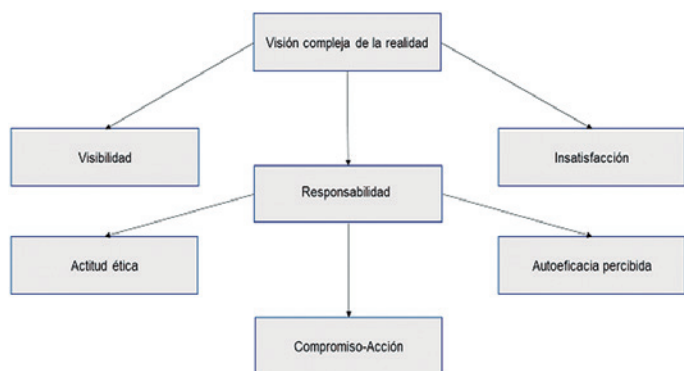 Visión compleja de la realidad
Visibilidad
Insatisfacción
Responsabilidad
Actitud ética
Autoeficacia percibida
Compromiso-Acción